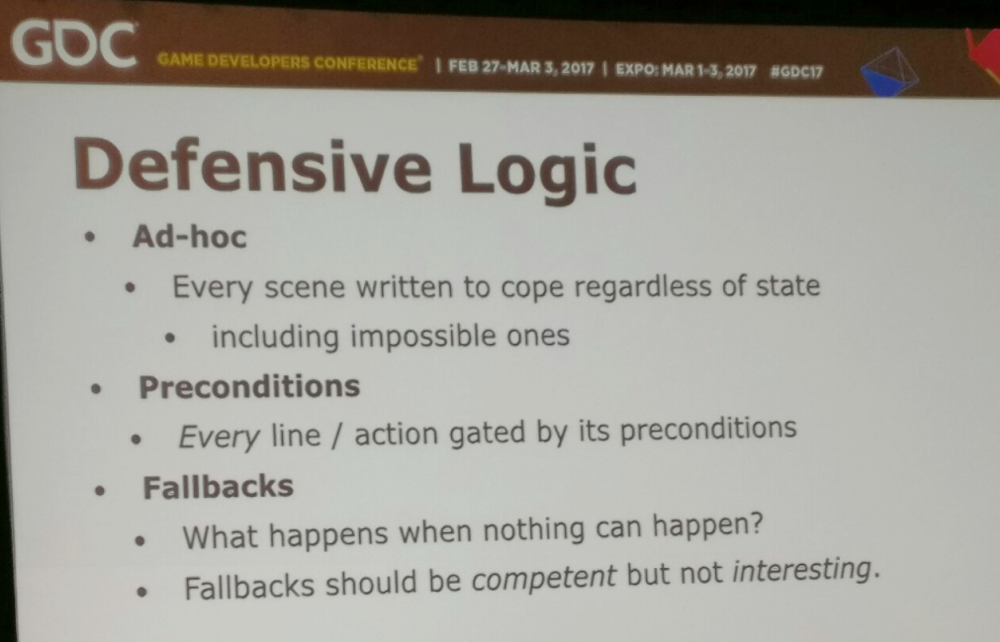 GDC GAME DEVELOPERS CONFERENCE® | FEB 27-MAR 3, 2017 | EXPO: MAR 1-3, 2017 #GDC17
Defensive Logic
• Ad-hoc
• Every scene written to cope regardless of state
• including impossible ones
• Preconditions
• Every line / action gated by its preconditions
• Fallbacks
• What happens when nothing can happen?
• Fallbacks should be competent but not interesting.